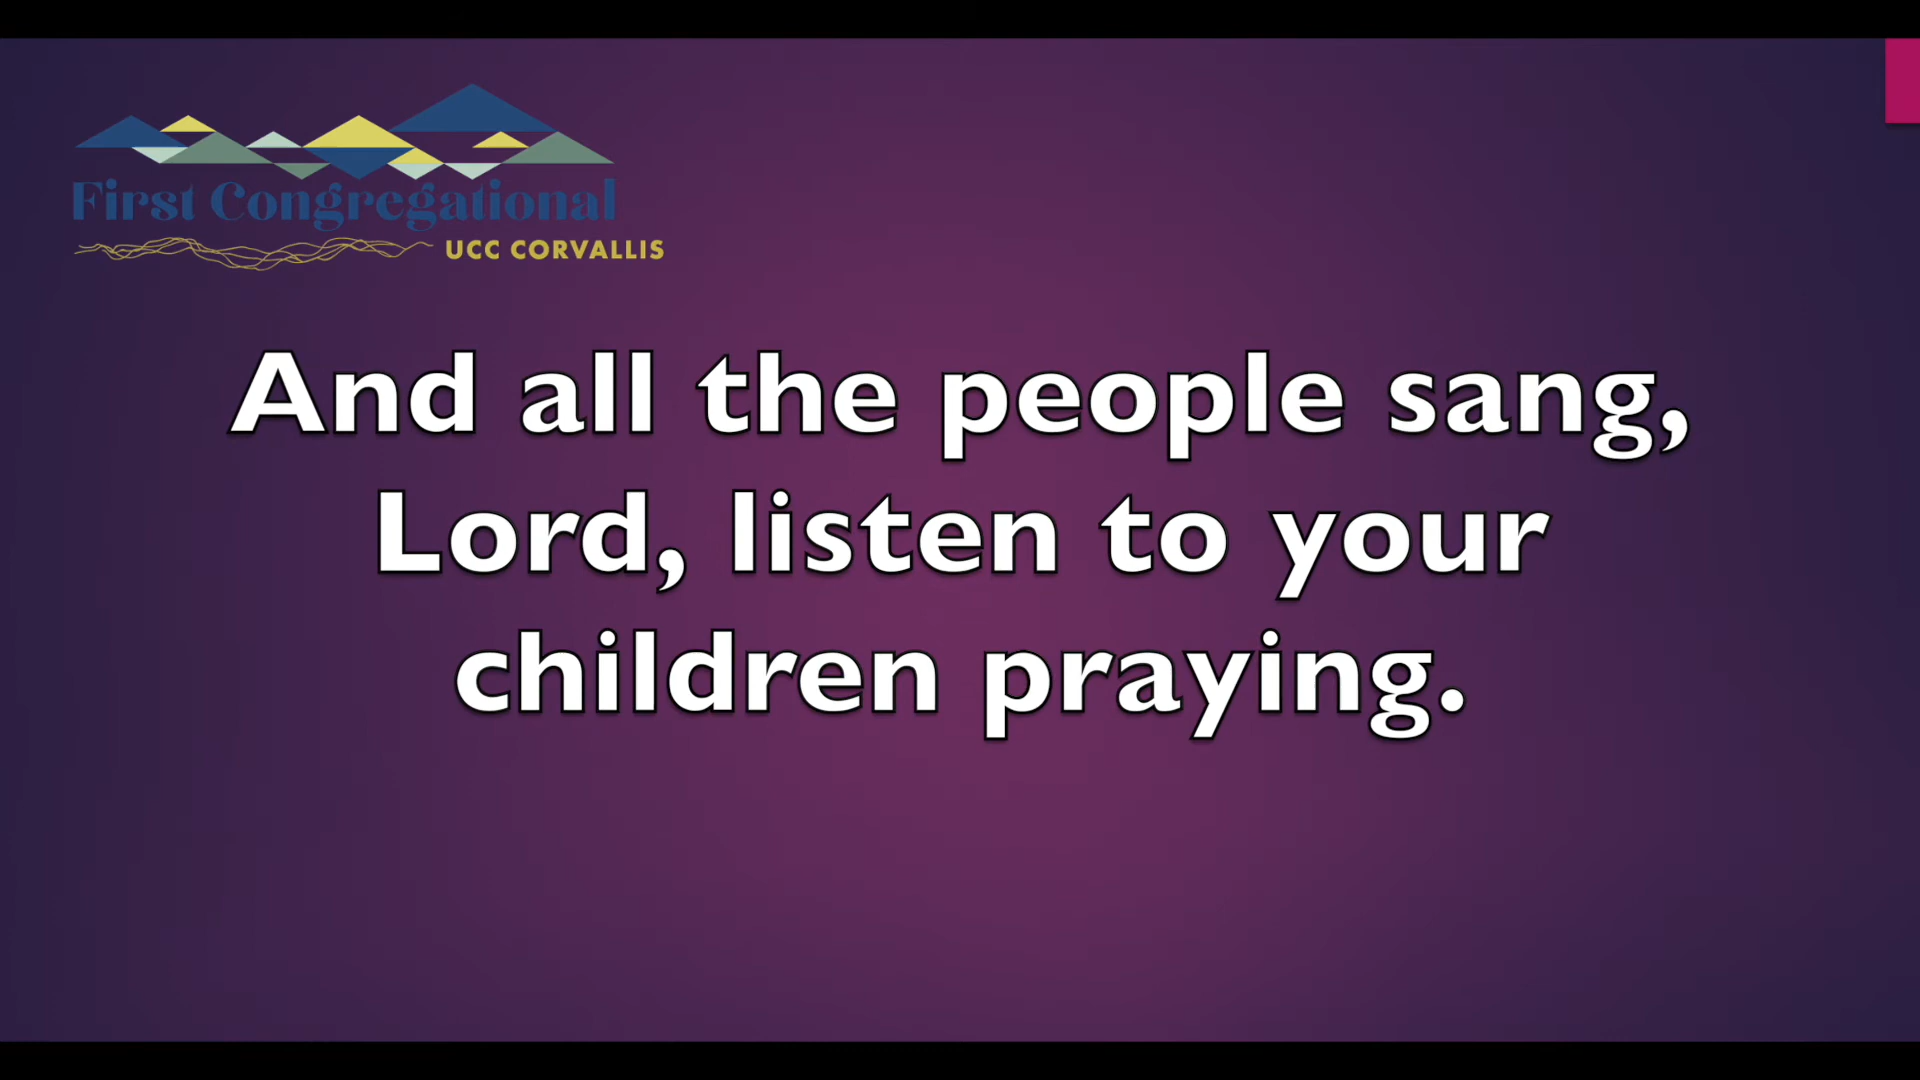 First Congregational
UCC CORVALLIS
And all the people sang,
Lord, listen to your
children praying.